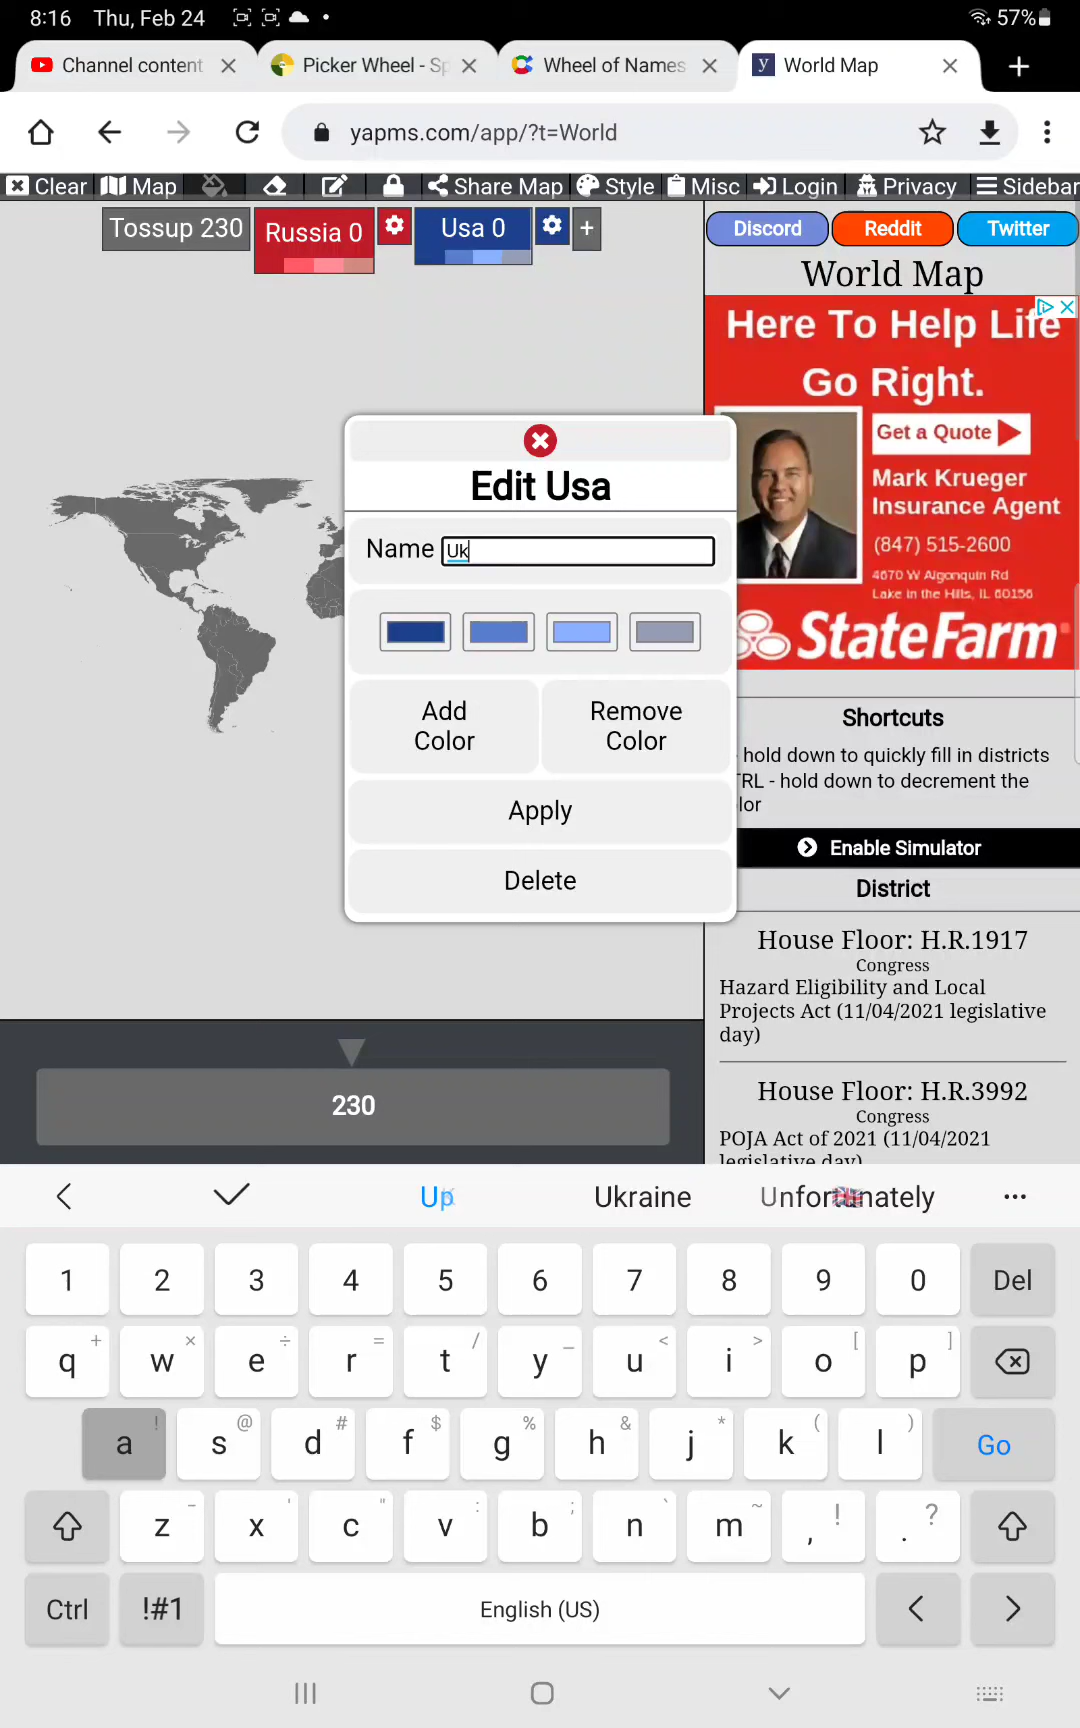 8:16 Thu, Feb 24
57%
Channel content
Picker Wheel - Sp
Wheel of Names
y World Map
yapms.com/app/?t=World
Clear Map Share Map Style Misc Login Privacy Sidebar
Tossup 230
Russia 0
Usa 0
+
Discord Reddit Twitter
World Map
Here To Help Life
Go Right.
Get a Quote
Mark Krueger
Insurance Agent
(847) 515-2600
4670 W Algonquin Rd
Lake in the Hills, IL 60156
StateFarm
Edit Usa
Name Uk
Add
Color
Remove
Color
Apply
Delete
Shortcuts
hold down to quickly fill in districts
TRL - hold down to decrement the
lor
Enable Simulator
District
House Floor: H.R.1917
Congress
Hazard Eligibility and Local
Projects Act (11/04/2021 legislative
day)
House Floor: H.R.3992
Congress
POJA Act of 2021 (11/04/2021
legislative day)
230
Up Ukraine Unfortunately
1 2 3 4 5 6 7 8 9 0 Del
+ × ÷ = / _ < > [ ]
q w e r t y u i o p
! @ # $ % & * ( )
a s d f g h j k l Go
- ' " : ; ` ~ ! ?
z x c v b n m , .
Ctrl !#1 English (US) < >